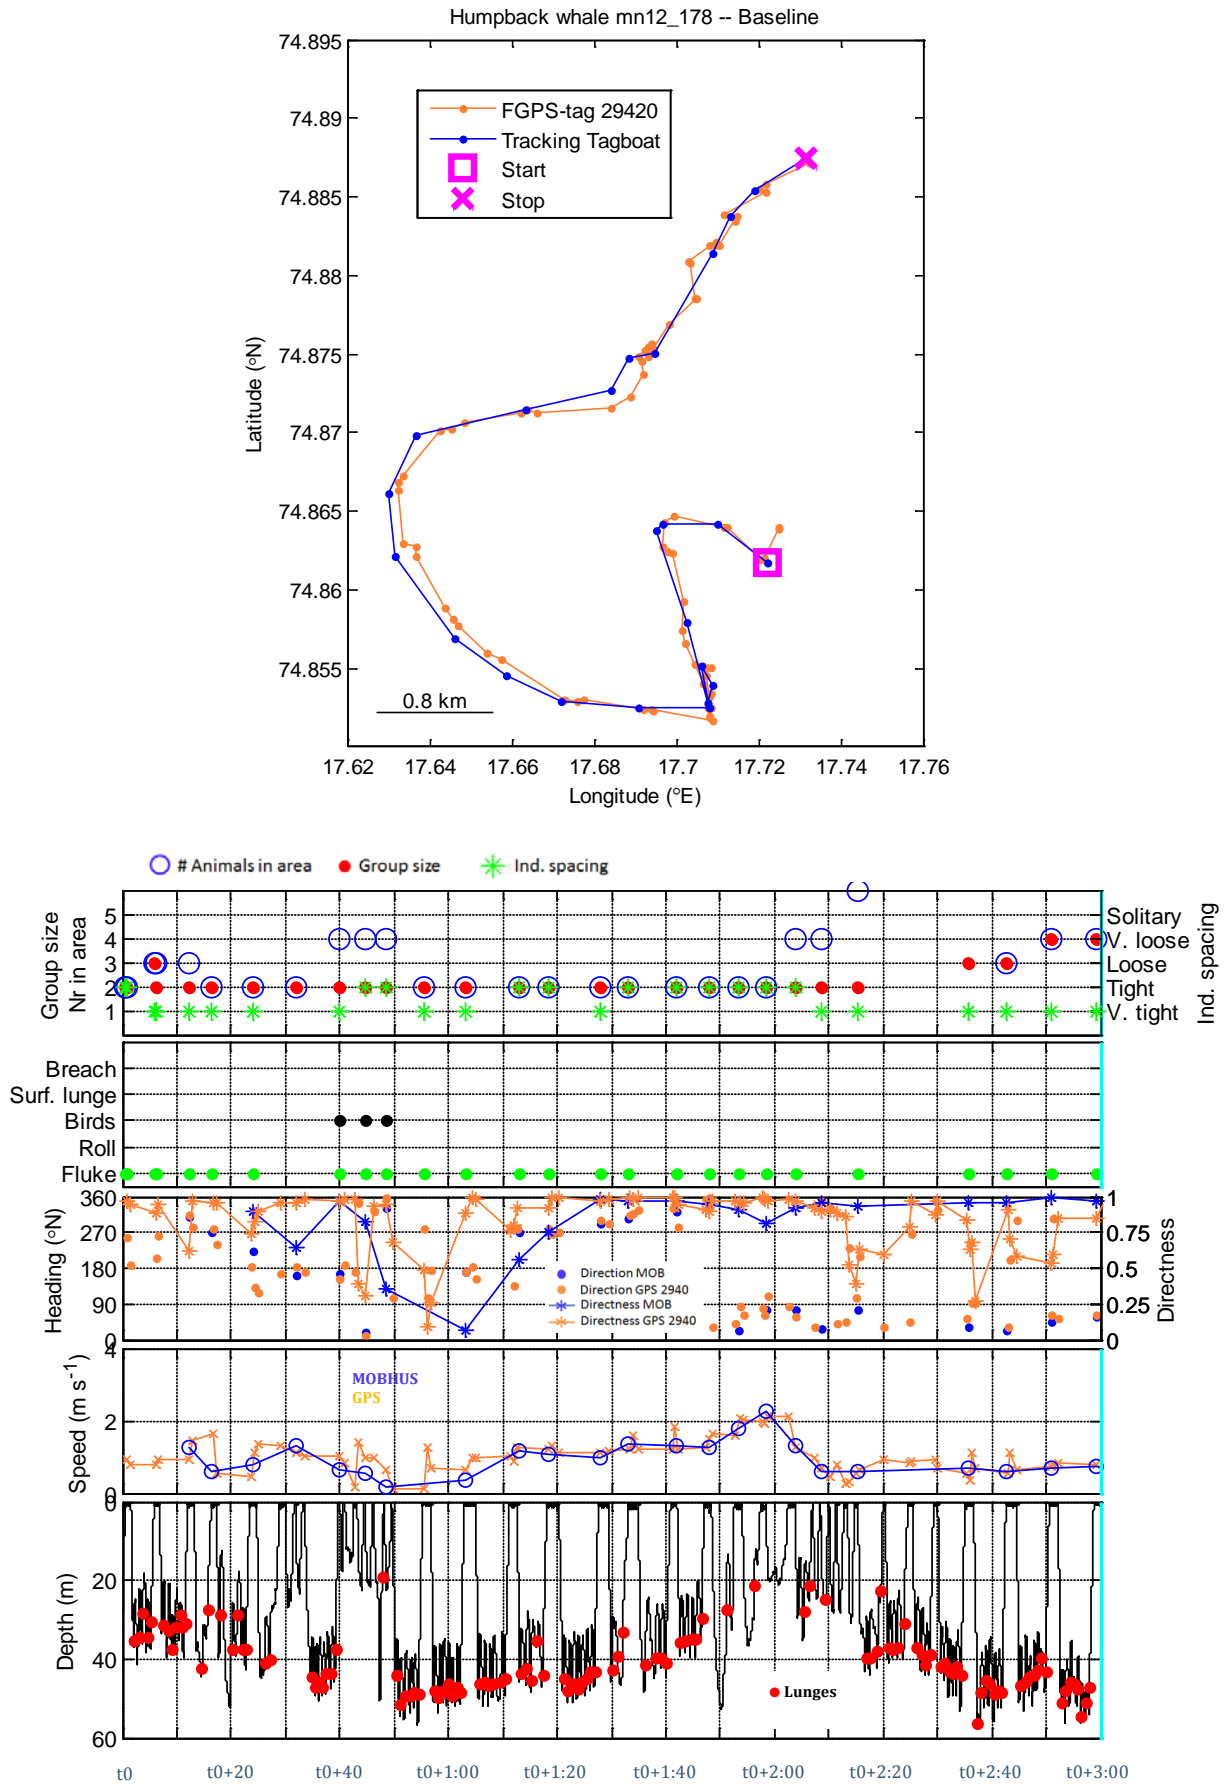 Humpback whale mn12_178 -- Baseline
74.895
74.89
74.885
74.88
74.875
74.87
74.865
74.86
74.855
Latitude (°N)
FGPS-tag 29420
Tracking Tagboat
Start
Stop
0.8 km
17.62 17.64 17.66 17.68 17.7 17.72 17.74 17.76
Longitude (°E)
# Animals in area Group size Ind. spacing
Group size
Nr in area
5
4
3
2
1
Solitary
V. loose
Loose
Tight
V. tight
Ind. spacing
Breach
Surf. lunge
Birds
Roll
Fluke
Heading (°N)
360
270
180
90
0
1
0.75
0.5
0.25
0
Directness
Direction MOB
Direction GPS 2940
Directness MOB
Directness GPS 2940
Speed (m s-1)
4
2
0
MOBHUS
GPS
Depth (m)
0
20
40
60
Lunges
t0 t0+20 t0+40 t0+1:00 t0+1:20 t0+1:40 t0+2:00 t0+2:20 t0+2:40 t0+3:00